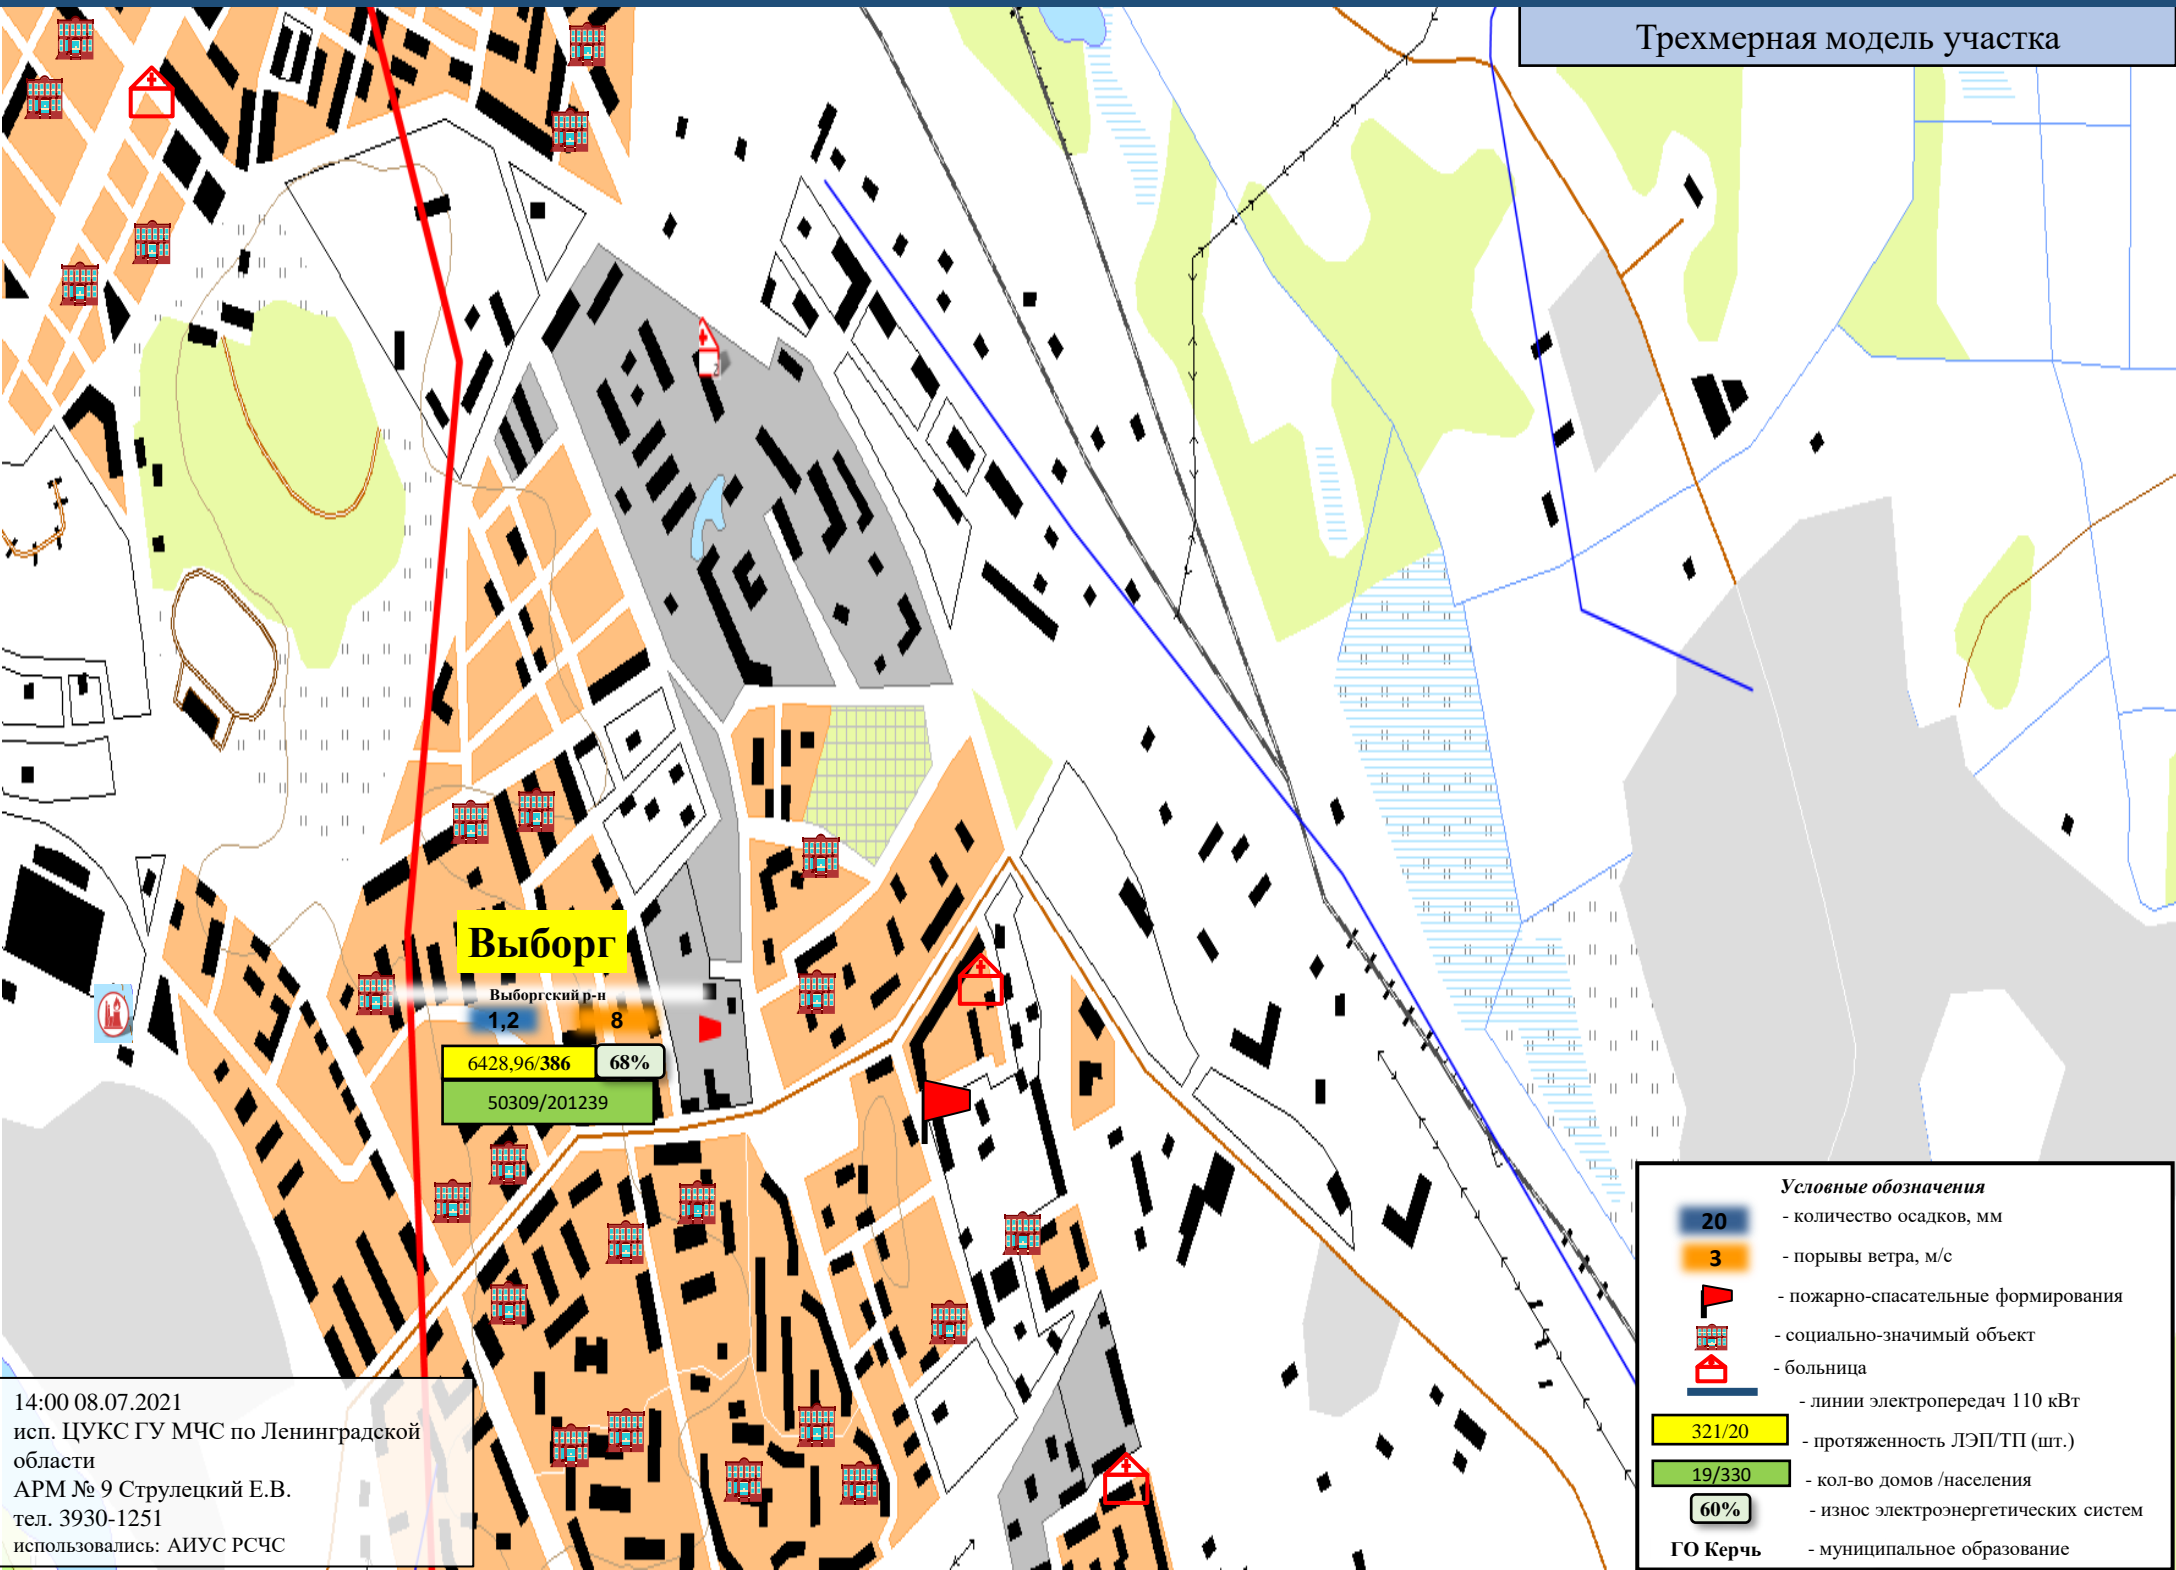 Трехмерная модель участка
Выборг
Выборгский р-н
1,2
8
6428,96/386
68%
50309/201239
14:00 08.07.2021
исп. ЦУКС ГУ МЧС по Ленинградской
области
АРМ № 9 Струлецкий Е.В.
тел. 3930-1251
использовались: АИУС РСЧС
Условные обозначения
20 - количество осадков, мм
3 - порывы ветра, м/с
- пожарно-спасательные формирования
- социально-значимый объект
- больница
- линии электропередач 110 кВт
321/20 - протяженность ЛЭП/ТП (шт.)
19/330 - кол-во домов /населения
60% - износ электроэнергетических систем
ГО Керчь - муниципальное образование